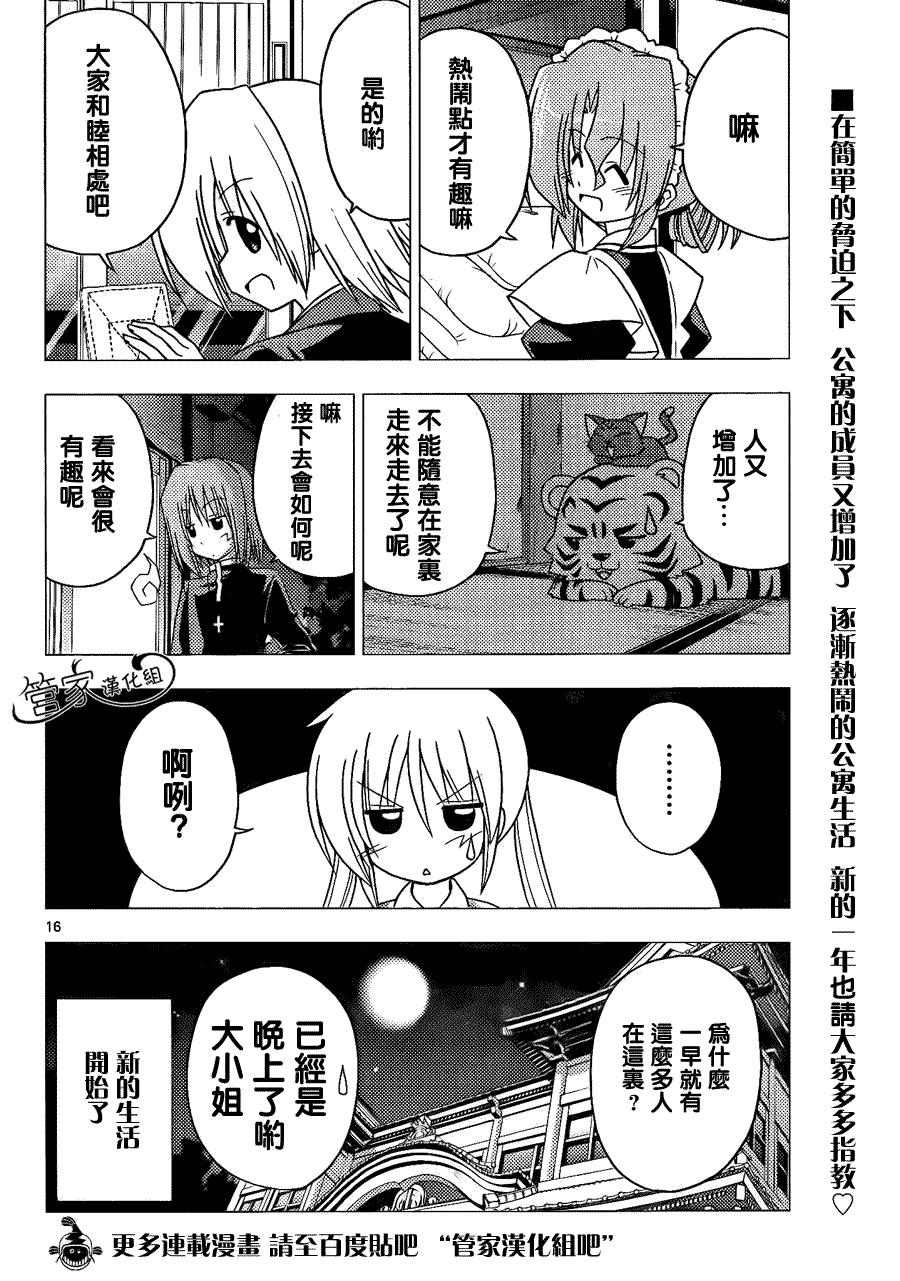 ■在簡單的脅迫之下 公寓的成員又增加了 逐漸熱鬧的公寓生活 新的一年也請大家多多指教♡
嘛
熱鬧點才有趣嘛
是的喲
大家和睦相處吧
人又
增加了…
不能隨意在家裏
走來走去了呢
嘛
接下去會如何呢
看來會很
有趣呢
管家漢化組
………
啊咧？
16
爲什麼
一早就有
這麼多人
在這裏？
已經是
晚上了喲
大小姐
新的生活
開始了
更多連載漫畫 請至百度貼吧 “管家漢化組吧”